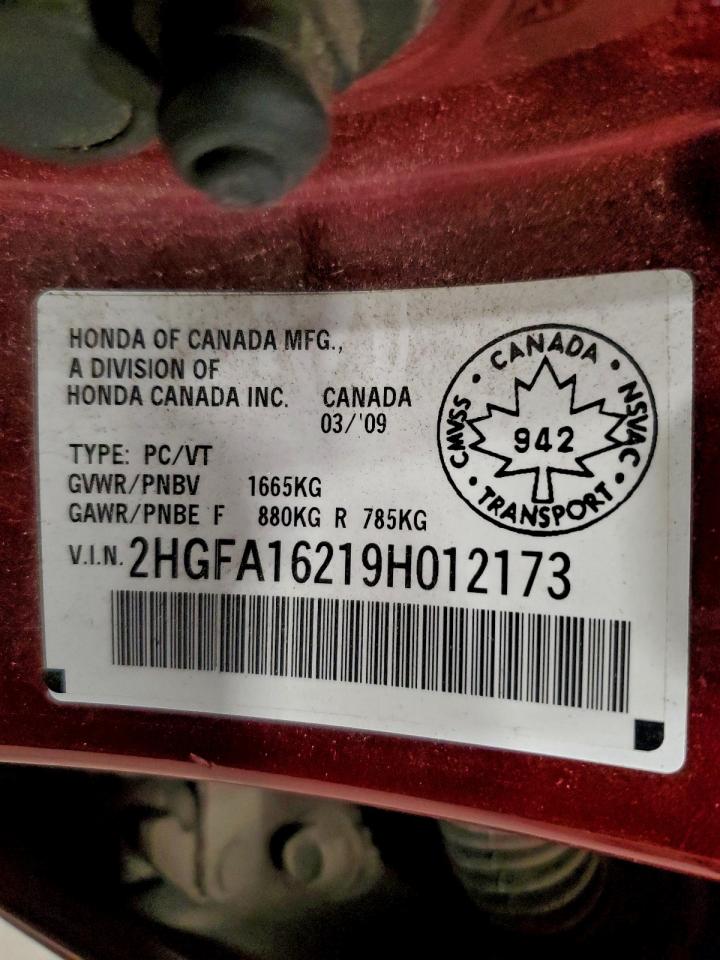 HONDA OF CANADA MFG.,
A DIVISION OF
HONDA CANADA INC. CANADA
03/'09
TYPE: PC/VT
GVWR/PNBV 1665KG
GAWR/PNBE F 880KG R 785KG
V.I.N. 2HGFA16219H012173
• CANADA •
CMVSS
942
NSVAC
• TRANSPORT •